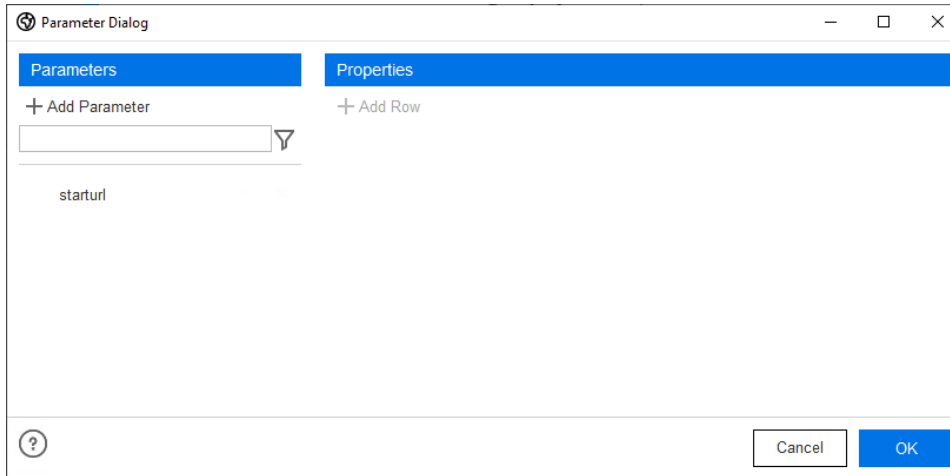 Parameter Dialog
Parameters
Properties
Add Parameter
Add Row
starturl
?
Cancel
OK